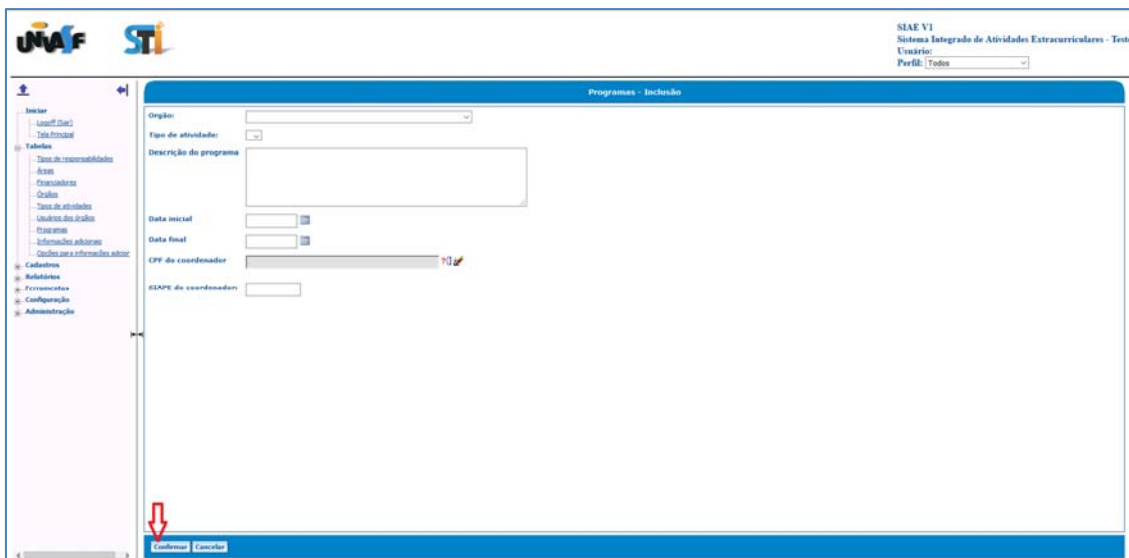 UNIVASF STI
SIAE V1
Sistema Integrado de Atividades Extracurriculares - Teste
Usuário:
Perfil: Todos
Programas - Inclusão
Iniciar
Logoff (Sair)
Tela Principal
Tabelas
Tipos de responsabilidades
Áreas
Financiadores
Órgãos
Tipos de atividades
Usuários dos órgãos
Programas
Informações adicionais
Opções para informações adicior
Cadastros
Relatórios
Ferramentas
Configuração
Administração
Orgão:
Tipo de atividade:
Descrição do programa
Data inicial
Data final
CPF do coordenador
SIAPE do coordenador:
Confirmar Cancelar